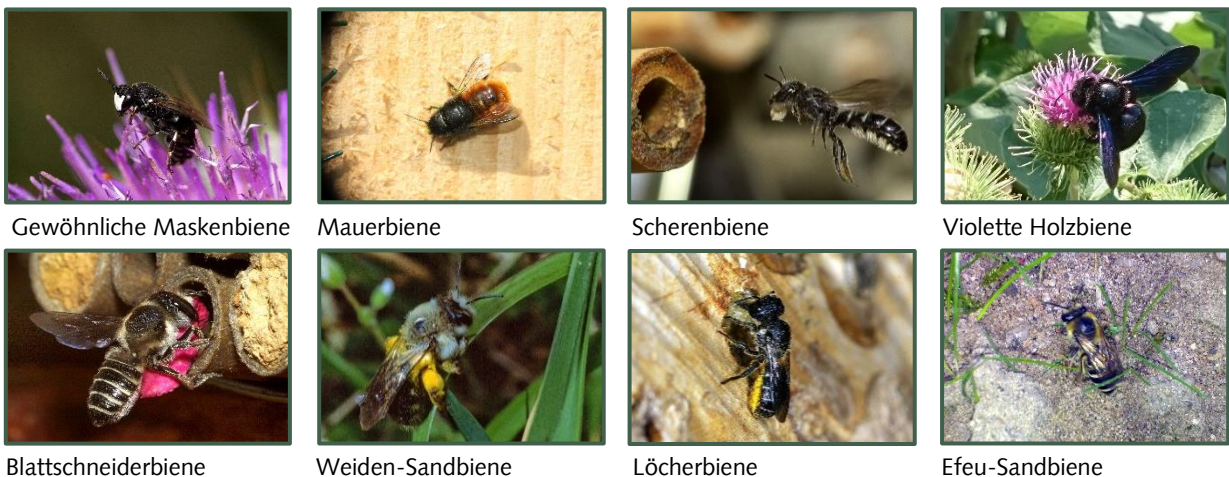 Gewöhnliche Maskenbiene Mauerbiene Scherenbiene Violette Holzbiene
Blattschneiderbiene Weiden-Sandbiene Löcherbiene Efeu-Sandbiene